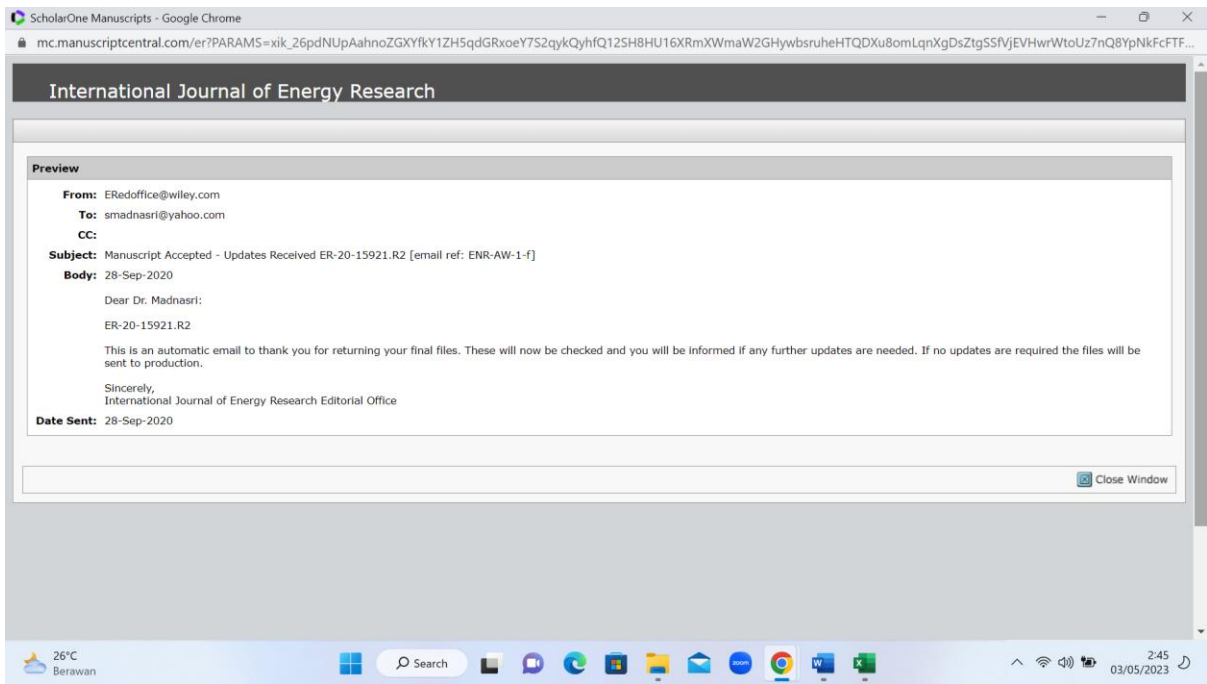 ScholarOne Manuscripts - Google Chrome
mc.manuscriptcentral.com/er?PARAMS=xik_26pdNUpAahnoZGXYfkY1ZH5qdGRxoeY7S2qykQyhfQ12SH8HU16XRmXWmaW2GHywbsruheHTQDXu8omLqnXgDsZtgSSfVjEVHwrWtoUz7nQ8YpNkFcFTF...
International Journal of Energy Research
Preview
From: ERedoffice@wiley.com
To: smadnasri@yahoo.com
CC:
Subject: Manuscript Accepted - Updates Received ER-20-15921.R2 [email ref: ENR-AW-1-f]
Body: 28-Sep-2020
Dear Dr. Madnasri:
ER-20-15921.R2
This is an automatic email to thank you for returning your final files. These will now be checked and you will be informed if any further updates are needed. If no updates are required the files will be
sent to production.
Sincerely,
International Journal of Energy Research Editorial Office
Date Sent: 28-Sep-2020
Close Window
26°C
Berawan
Search
zoom
2:45
03/05/2023